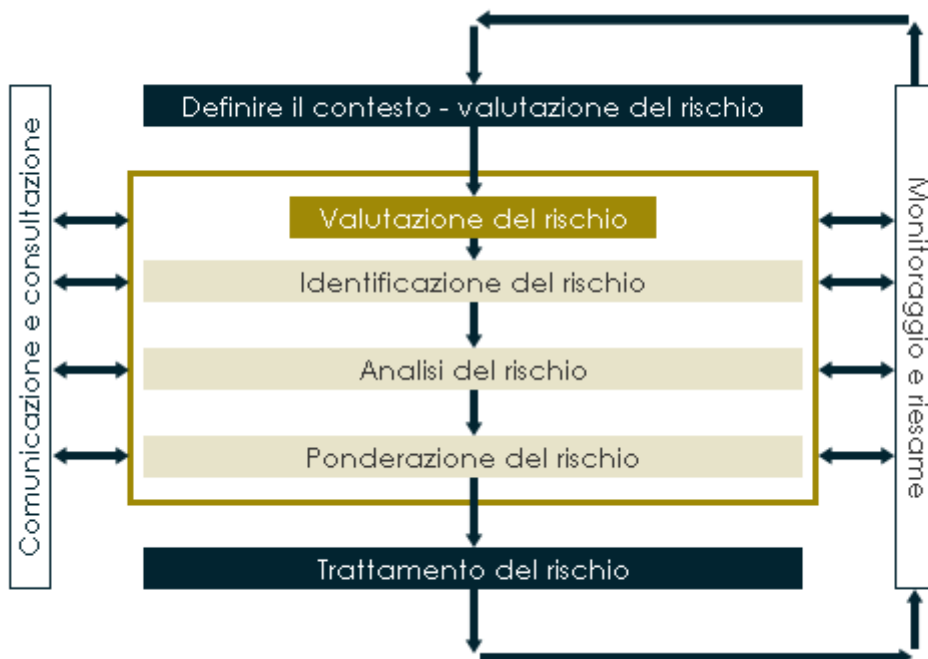 Definire il contesto - valutazione del rischio
Comunicazione e consultazione
Valutazione del rischio
Identificazione del rischio
Analisi del rischio
Ponderazione del rischio
Monitoraggio e riesame
Trattamento del rischio